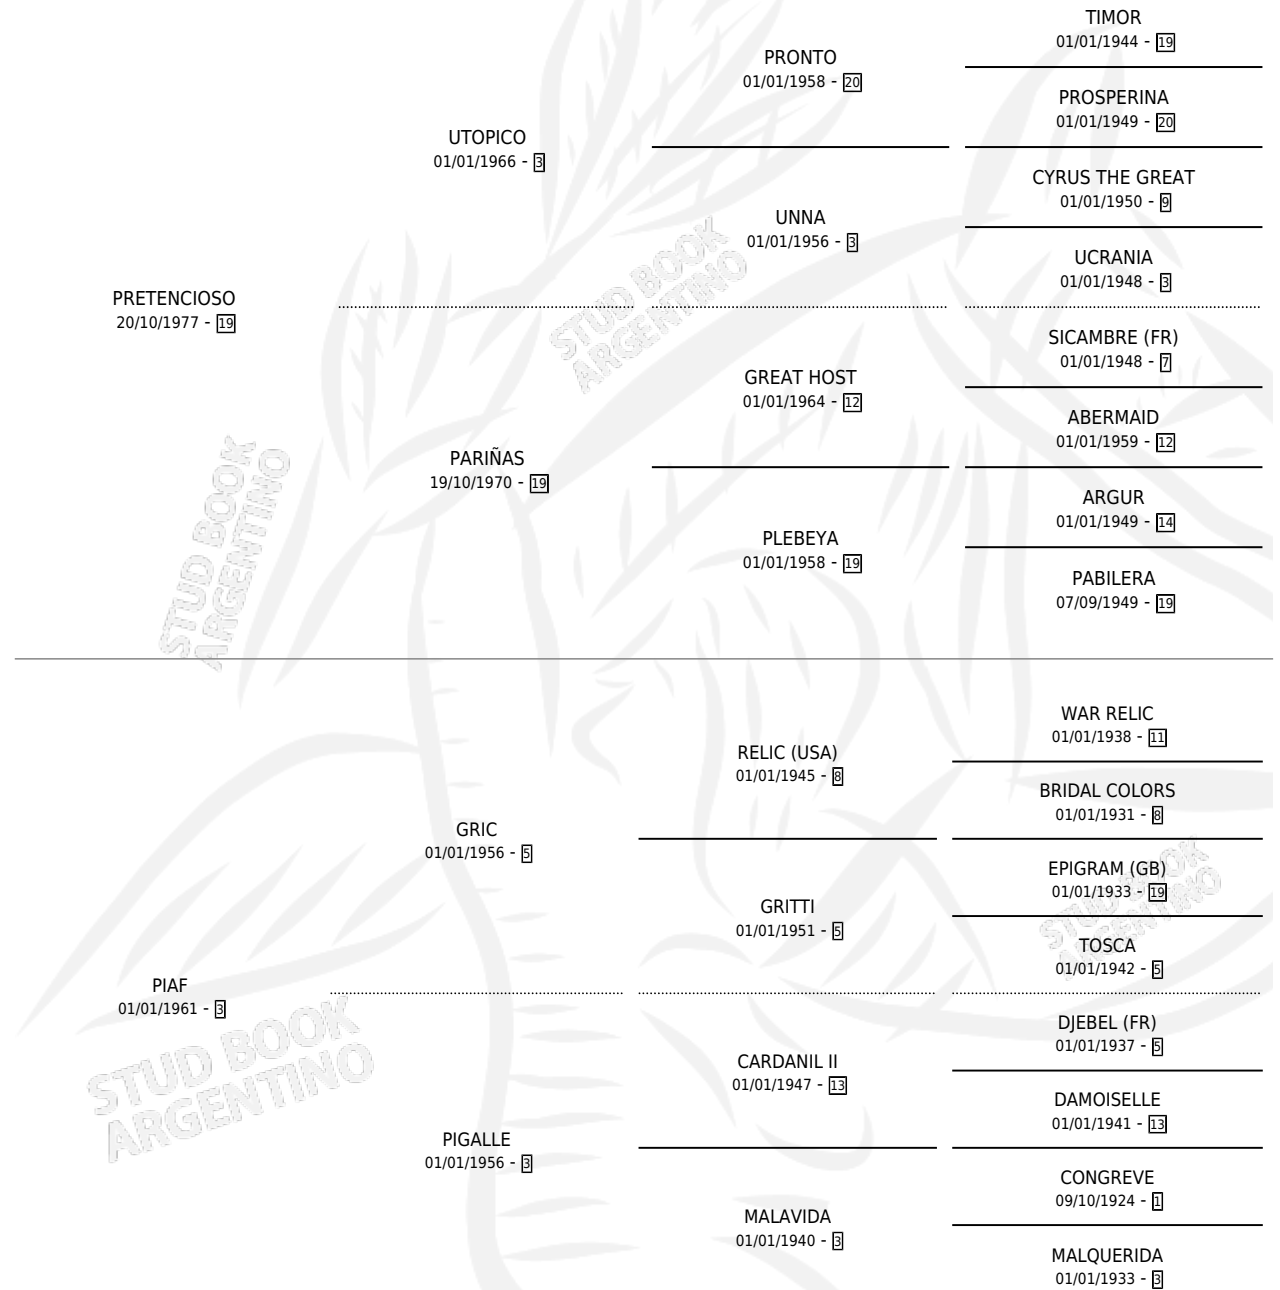 TIMOR
01/01/1944 - 19
PRONTO
01/01/1958 - 20
PROSPERINA
01/01/1949 - 20
UTOPICO
01/01/1966 - 3
CYRUS THE GREAT
01/01/1950 - 9
UNNA
01/01/1956 - 3
UCRANIA
01/01/1948 - 3
PRETENCIOSO
20/10/1977 - 19
SICAMBRE (FR)
01/01/1948 - 7
GREAT HOST
01/01/1964 - 12
ABERMAID
01/01/1959 - 12
PARIÑAS
19/10/1970 - 19
ARGUR
01/01/1949 - 14
PLEBEYA
01/01/1958 - 19
PABILERA
07/09/1949 - 19
WAR RELIC
01/01/1938 - 11
RELIC (USA)
01/01/1945 - 8
BRIDAL COLORS
01/01/1931 - 8
GRIC
01/01/1956 - 5
EPIGRAM (GB)
01/01/1933 - 19
GRITTI
01/01/1951 - 5
TOSCA
01/01/1942 - 5
PIAF
01/01/1961 - 3
DJEBEL (FR)
01/01/1937 - 5
CARDANIL II
01/01/1947 - 13
DAMOISELLE
01/01/1941 - 13
PIGALLE
01/01/1956 - 3
CONGREVE
09/10/1924 - 1
MALAVIDA
01/01/1940 - 3
MALQUERIDA
01/01/1933 - 3
STUD BOOK
ARGENTINO
STUD BOOK
ARGENTINO
STUD BOOK
ARGENTINO
STUD BOOK
ARGENTINO